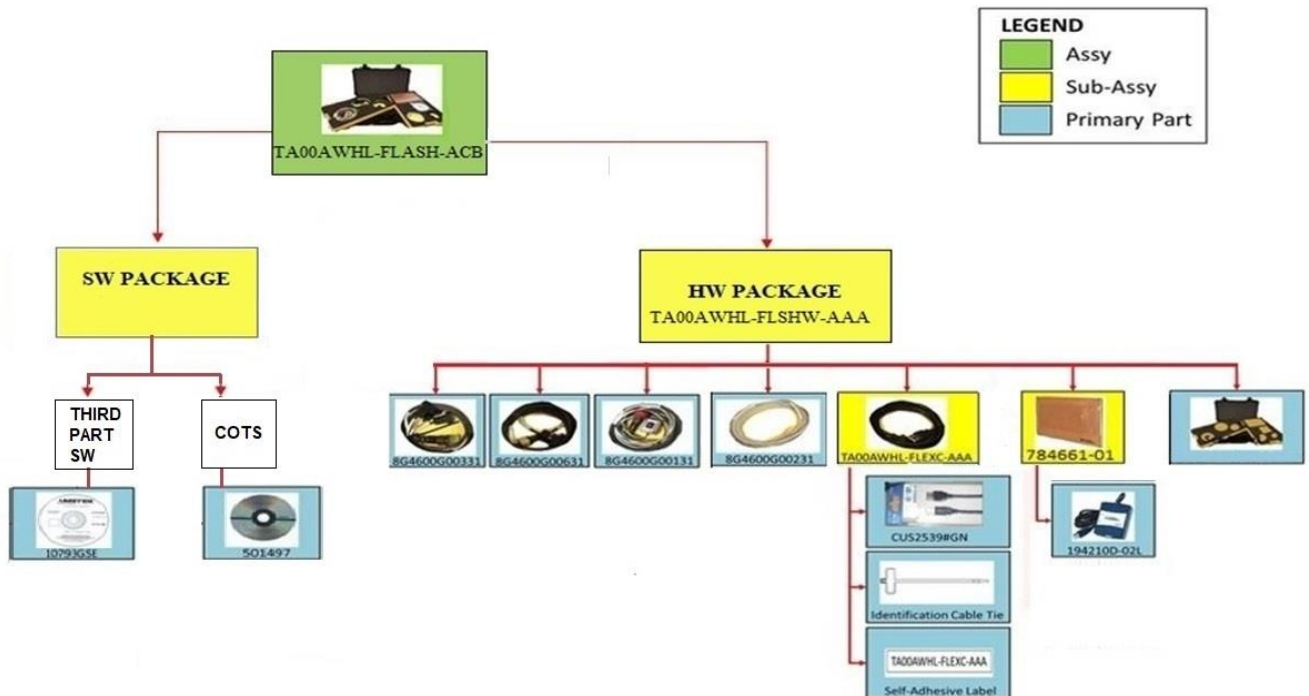 LEGEND
Assy
Sub-Assy
Primary Part
TA00AWHL-FLASH-ACB
SW PACKAGE
HW PACKAGE
TA00AWHL-FLSHW-AAA
THIRD
PART
SW
COTS
10793GSE
501497
8G4600G00331
8G4600G00631
8G4600G00131
8G4600G00231
TA00AWHL-FLEXC-AAA
784661-01
CUS2539#GN
194210D-02L
Identification Cable Tie
TA00AWHL-FLEXC-AAA
Self-Adhesive Label